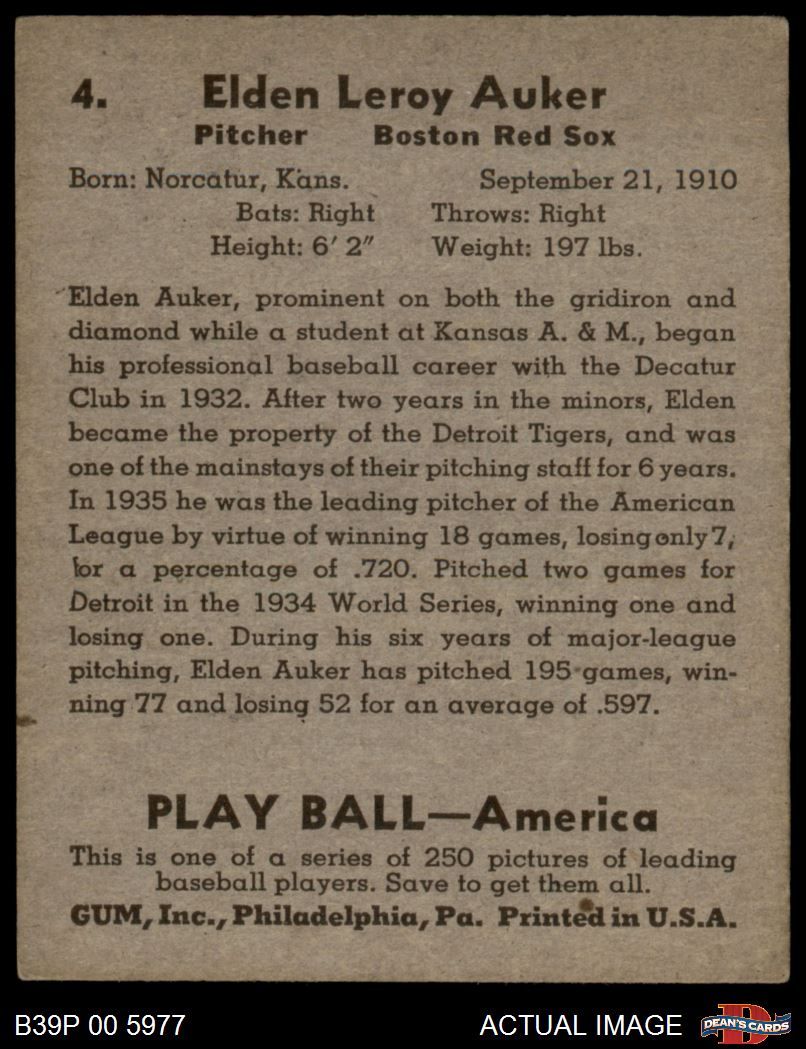 4. Elden Leroy Auker
Pitcher Boston Red Sox
Born: Norcatur, Kans. September 21, 1910
Bats: Right Throws: Right
Height: 6′ 2″ Weight: 197 lbs.
Elden Auker, prominent on both the gridiron and
diamond while a student at Kansas A. & M., began
his professional baseball career with the Decatur
Club in 1932. After two years in the minors, Elden
became the property of the Detroit Tigers, and was
one of the mainstays of their pitching staff for 6 years.
In 1935 he was the leading pitcher of the American
League by virtue of winning 18 games, losing only 7,
for a percentage of .720. Pitched two games for
Detroit in the 1934 World Series, winning one and
losing one. During his six years of major-league
pitching, Elden Auker has pitched 195 games, win-
ning 77 and losing 52 for an average of .597.
PLAY BALL—America
This is one of a series of 250 pictures of leading
baseball players. Save to get them all.
GUM, Inc., Philadelphia, Pa. Printed in U.S.A.
B39P 00 5977 ACTUAL IMAGE D DEAN'S CARDS